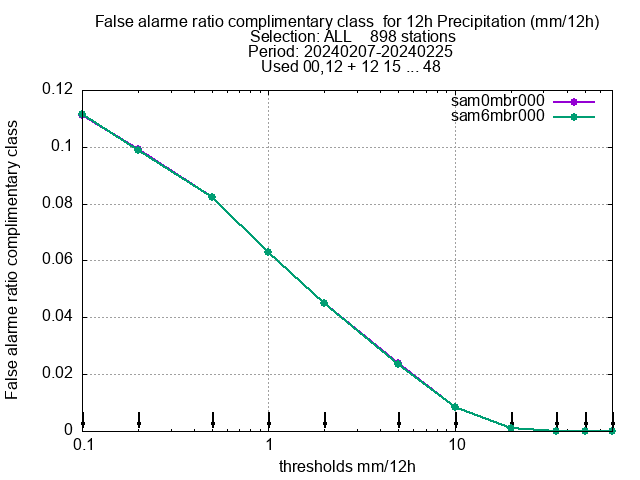 False alarme ratio complimentary class  for 12h Precipitation (mm/12h)
Selection: ALL    898 stations
Period: 20240207-20240225
Used 00,12 + 12 15 ... 48
sam0mbr000
sam6mbr000
False alarme ratio complimentary class
0.12
0.1
0.08
0.06
0.04
0.02
0
0.1
1
10
thresholds mm/12h